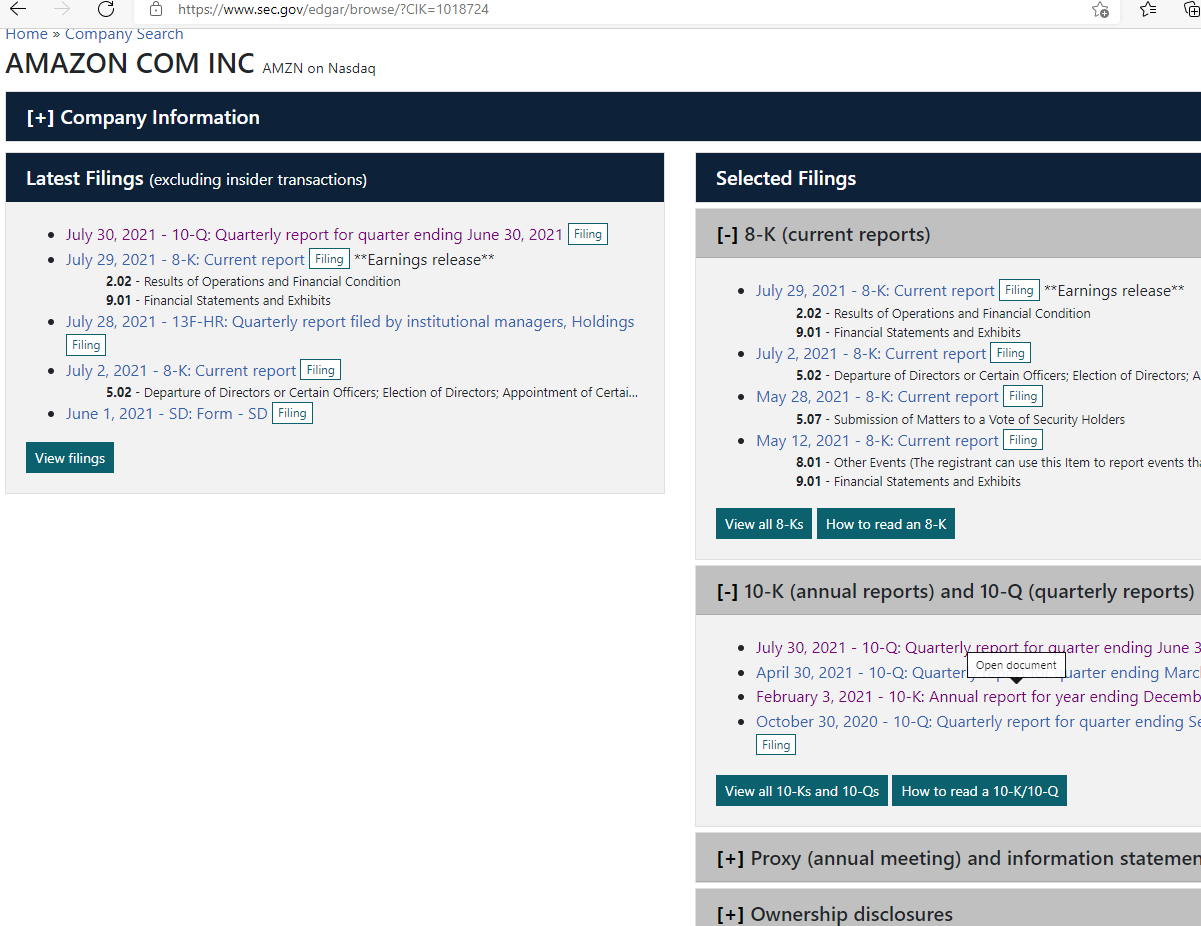 https://www.sec.gov/edgar/browse/?CIK=1018724
Home » Company Search
AMAZON COM INC AMZN on Nasdaq
[+] Company Information
Latest Filings (excluding insider transactions)
July 30, 2021 - 10-Q: Quarterly report for quarter ending June 30, 2021 Filing
July 29, 2021 - 8-K: Current report Filing **Earnings release**
2.02 - Results of Operations and Financial Condition
9.01 - Financial Statements and Exhibits
July 28, 2021 - 13F-HR: Quarterly report filed by institutional managers, Holdings
Filing
July 2, 2021 - 8-K: Current report Filing
5.02 - Departure of Directors or Certain Officers; Election of Directors; Appointment of Certai...
June 1, 2021 - SD: Form - SD Filing
View filings
Selected Filings
[-] 8-K (current reports)
July 29, 2021 - 8-K: Current report Filing **Earnings release**
2.02 - Results of Operations and Financial Condition
9.01 - Financial Statements and Exhibits
July 2, 2021 - 8-K: Current report Filing
5.02 - Departure of Directors or Certain Officers; Election of Directors; A
May 28, 2021 - 8-K: Current report Filing
5.07 - Submission of Matters to a Vote of Security Holders
May 12, 2021 - 8-K: Current report Filing
8.01 - Other Events (The registrant can use this Item to report events tha
9.01 - Financial Statements and Exhibits
View all 8-Ks How to read an 8-K
[-] 10-K (annual reports) and 10-Q (quarterly reports)
July 30, 2021 - 10-Q: Quarterly report for quarter ending June 3
Open document
April 30, 2021 - 10-Q: Quarterly quarter ending Marc
February 3, 2021 - 10-K: Annual report for year ending Decemb
October 30, 2020 - 10-Q: Quarterly report for quarter ending Se
Filing
View all 10-Ks and 10-Qs How to read a 10-K/10-Q
[+] Proxy (annual meeting) and information statemen
[+] Ownership disclosures